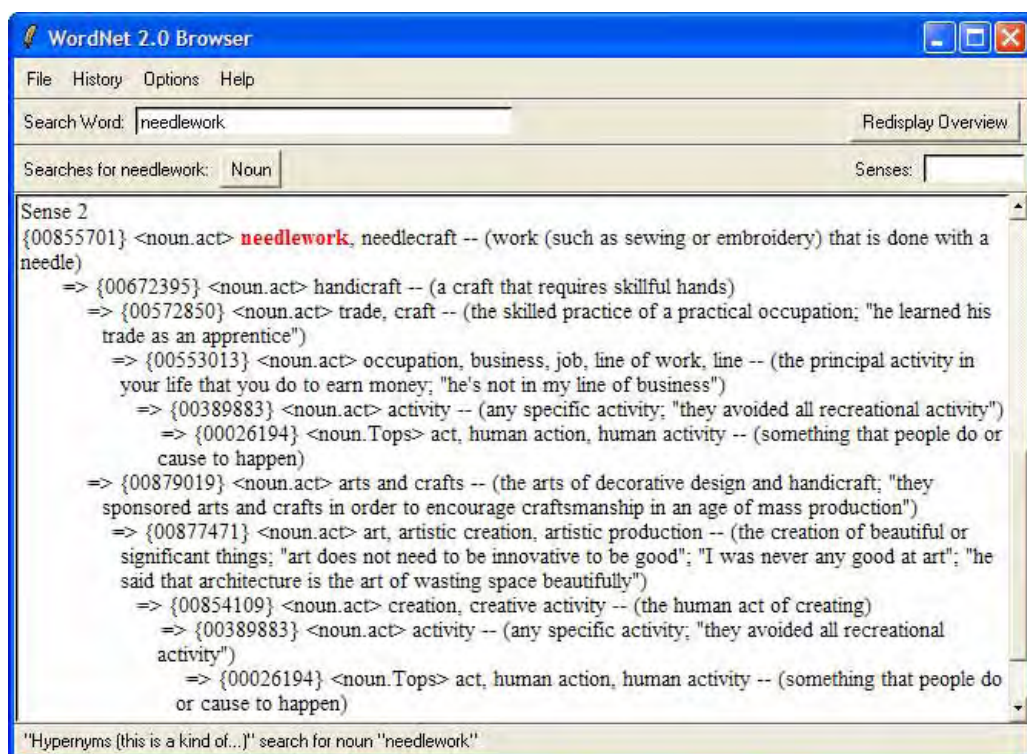 WordNet 2.0 Browser
File History Options Help
Search Word: needlework Redisplay Overview
Searches for needlework: Noun Senses:
Sense 2
{00855701} <noun.act> needlework, needlecraft -- (work (such as sewing or embroidery) that is done with a
needle)
=> {00672395} <noun.act> handicraft -- (a craft that requires skillful hands)
=> {00572850} <noun.act> trade, craft -- (the skilled practice of a practical occupation; "he learned his
trade as an apprentice")
=> {00553013} <noun.act> occupation, business, job, line of work, line -- (the principal activity in
your life that you do to earn money; "he's not in my line of business")
=> {00389883} <noun.act> activity -- (any specific activity; "they avoided all recreational activity")
=> {00026194} <noun.Tops> act, human action, human activity -- (something that people do or
cause to happen)
=> {00879019} <noun.act> arts and crafts -- (the arts of decorative design and handicraft; "they
sponsored arts and crafts in order to encourage craftsmanship in an age of mass production")
=> {00877471} <noun.act> art, artistic creation, artistic production -- (the creation of beautiful or
significant things; "art does not need to be innovative to be good"; "I was never any good at art"; "he
said that architecture is the art of wasting space beautifully")
=> {00854109} <noun.act> creation, creative activity -- (the human act of creating)
=> {00389883} <noun.act> activity -- (any specific activity; "they avoided all recreational
activity")
=> {00026194} <noun.Tops> act, human action, human activity -- (something that people do
or cause to happen)
"Hypernyms (this is a kind of...)" search for noun "needlework"